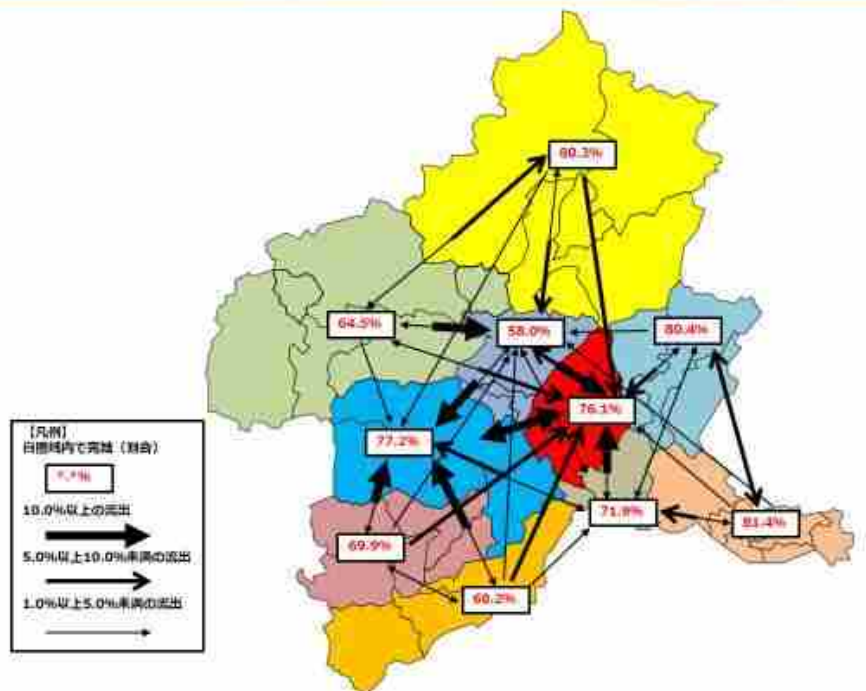 80.3%
64.5%
58.0%
80.4%
76.1%
77.2%
71.9%
81.4%
69.9%
60.2%
【凡例】
自圏域内で完結（割合）
*.*%
10.0%以上の流出
5.0%以上10.0%未満の流出
1.0%以上5.0%未満の流出